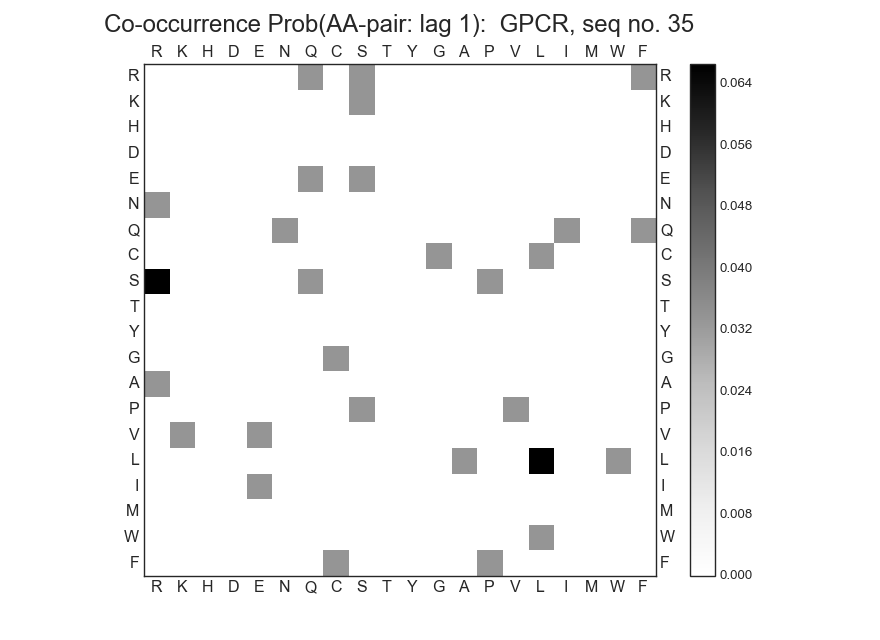 Co-occurrence Prob(AA-pair: lag 1):  GPCR, seq no. 35
R K H D E N Q C S T Y G A P V L I M W F
R R 0.064
K K
H H 0.056
D D
E E
N N 0.048
Q Q
C C 0.040
S S
T T
Y Y 0.032
G G
A A 0.024
P P
V V 0.016
L L
I I
M M 0.008
W W
F F 0.000
R K H D E N Q C S T Y G A P V L I M W F